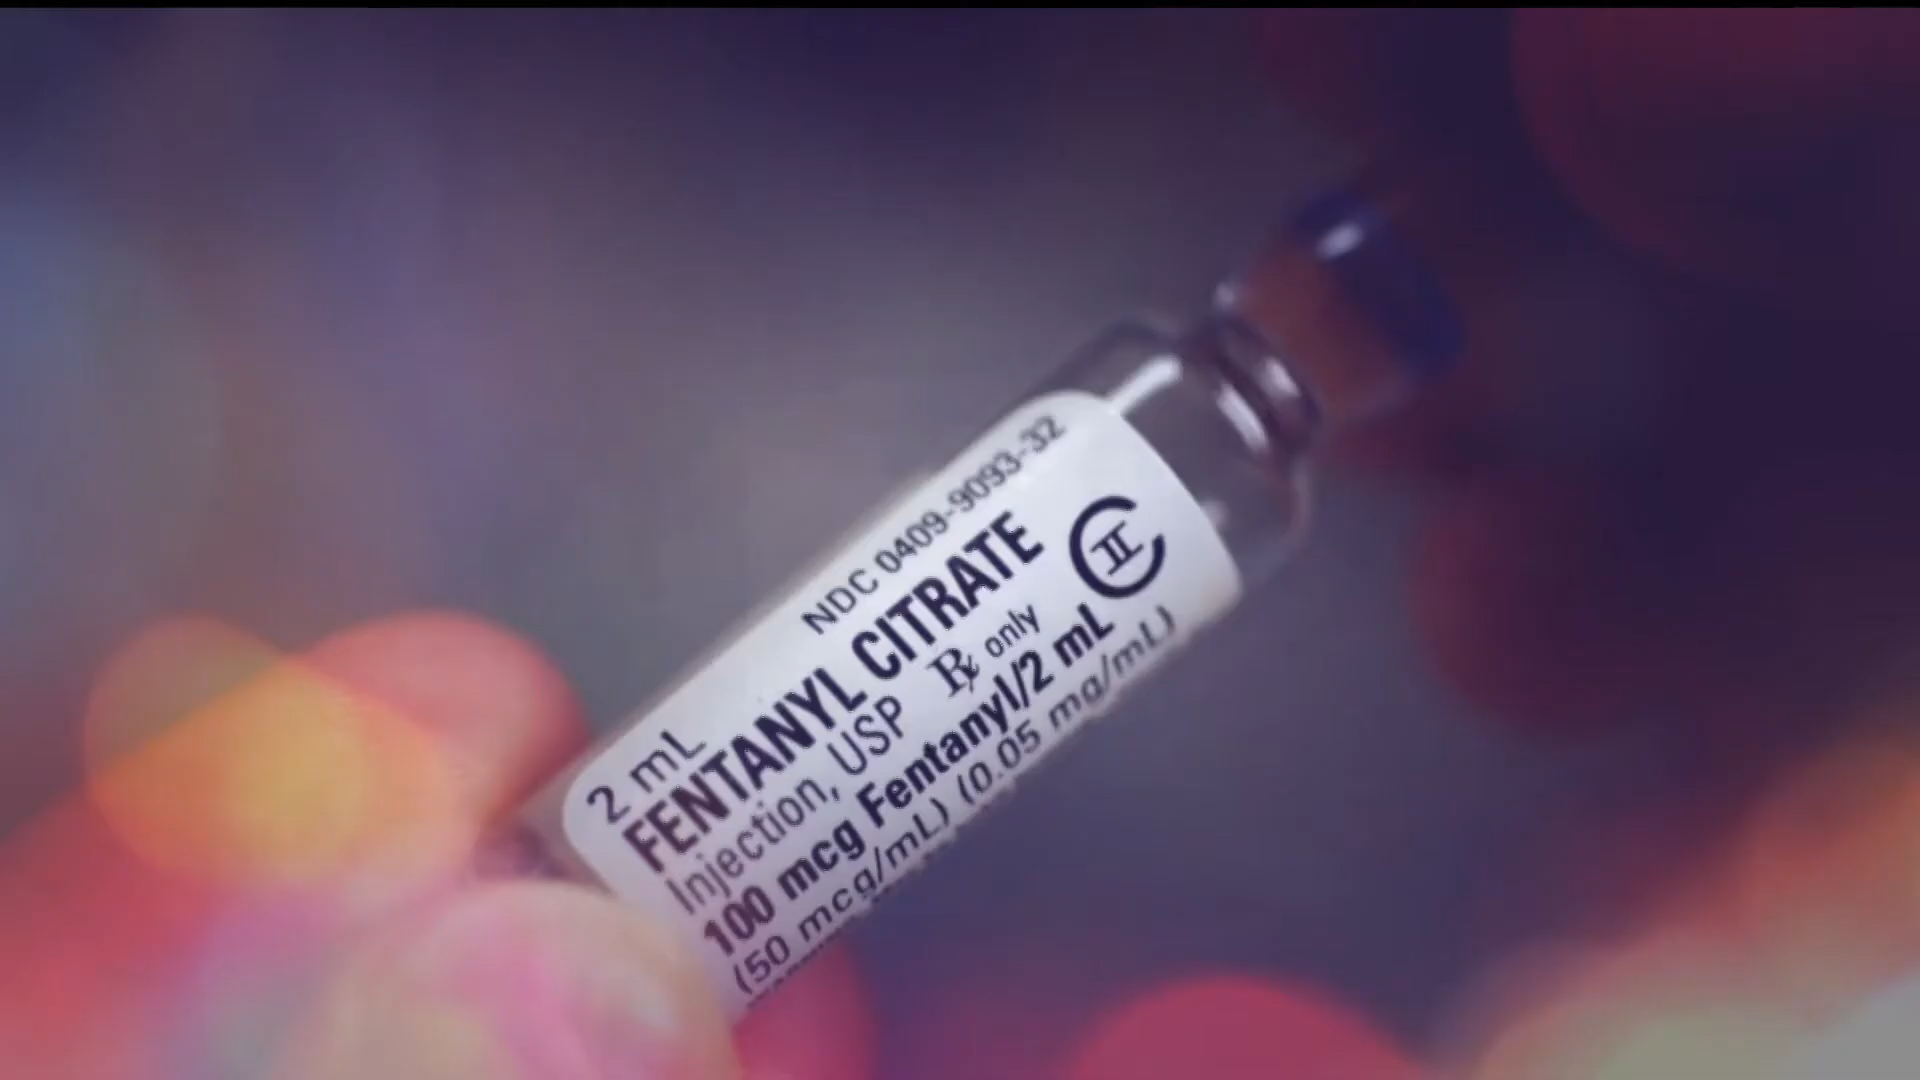 NDC 0409-9093-32
2 mL
FENTANYL CITRATE
CII
Injection, USP ℞ only
100 mcg Fentanyl/2 mL
(50 mcg/mL) (0.05 mg/mL)